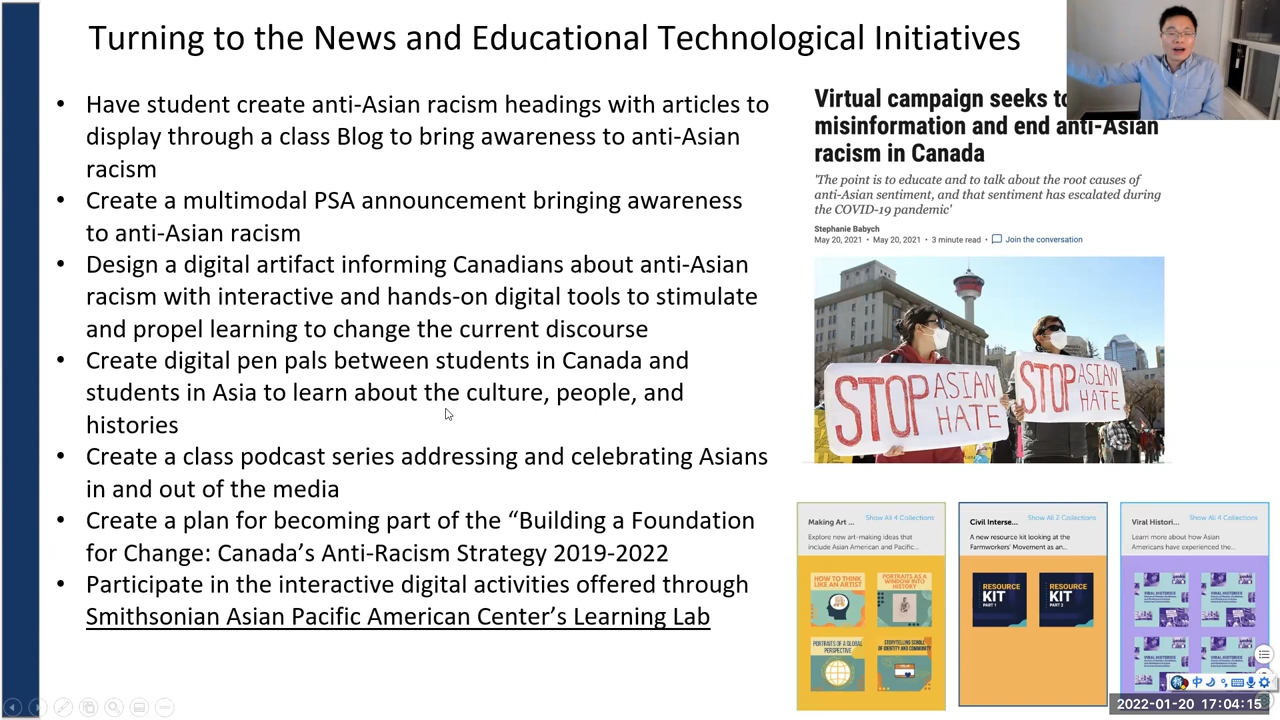 Turning to the News and Educational Technological Initiatives
• Have student create anti-Asian racism headings with articles to
display through a class Blog to bring awareness to anti-Asian
racism
• Create a multimodal PSA announcement bringing awareness
to anti-Asian racism
• Design a digital artifact informing Canadians about anti-Asian
racism with interactive and hands-on digital tools to stimulate
and propel learning to change the current discourse
• Create digital pen pals between students in Canada and
students in Asia to learn about the culture, people, and
histories
• Create a class podcast series addressing and celebrating Asians
in and out of the media
• Create a plan for becoming part of the “Building a Foundation
for Change: Canada’s Anti-Racism Strategy 2019-2022
• Participate in the interactive digital activities offered through
Smithsonian Asian Pacific American Center’s Learning Lab
Virtual campaign seeks
misinformation and end anti-Asian
racism in Canada
'The point is to educate and to talk about the root causes of
anti-Asian sentiment, and that sentiment has escalated during
the COVID-19 pandemic'
Stephanie Babych
May 20, 2021 • May 20, 2021 • 3 minute read • Join the conversation
STOP ASIAN HATE
STOP ASIAN HATE
Making Art ... Show All 4 Collections
Explore new art-making ideas that
include Asian American and Pacific...
HOW TO THINK
LIKE AN ARTIST
PORTRAITS AS A
WINDOW INTO
HISTORY
PORTRAITS OF A GLOBAL
PERSPECTIVE
STORYTELLING SCROLL
OF IDENTITY AND COMMUNITY
Civil Interse... Show All 2 Collections
A new resource kit looking at the
Farmworkers' Movement as an...
RESOURCE
KIT
PART 1
RESOURCE
KIT
PART 2
Viral Histori... Show All 4 Collections
Learn more about how Asian
Americans have experienced the...
VIRAL HISTORIES
VIRAL HISTORIES
VIRAL HISTORIES
VIRAL HISTORIES
中
2022-01-20 17:04:15